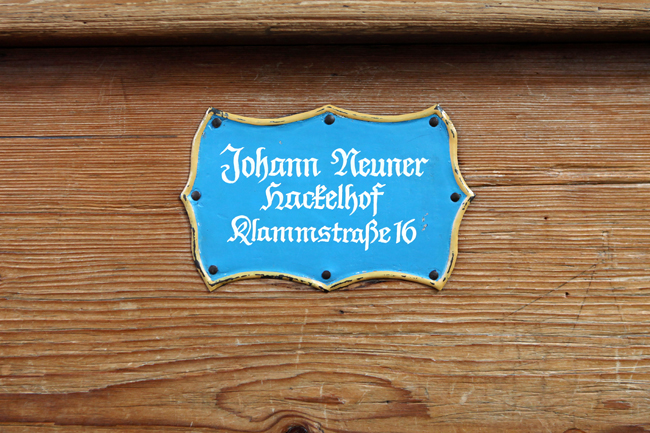 Johann Neuner
Hackelhof
Klammstraße 16